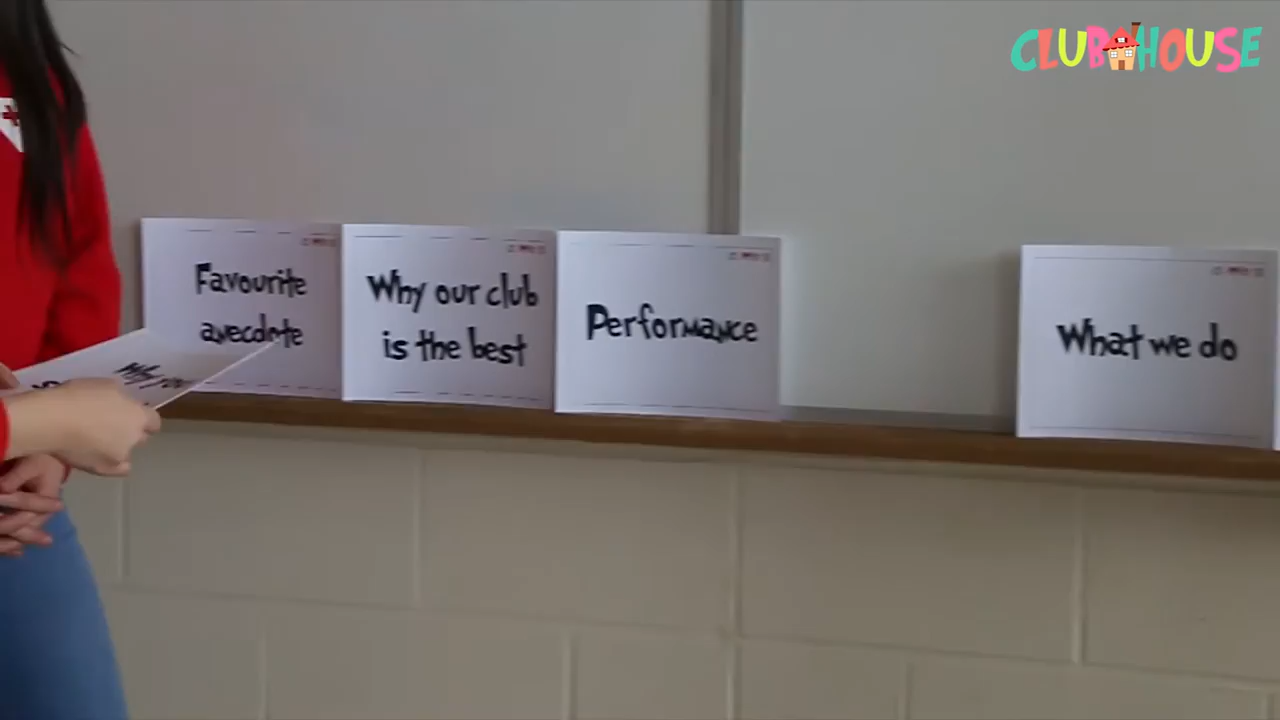 CLUBHOUSE
Favourite
anecdote
Why our club
is the best
Performance
What we do